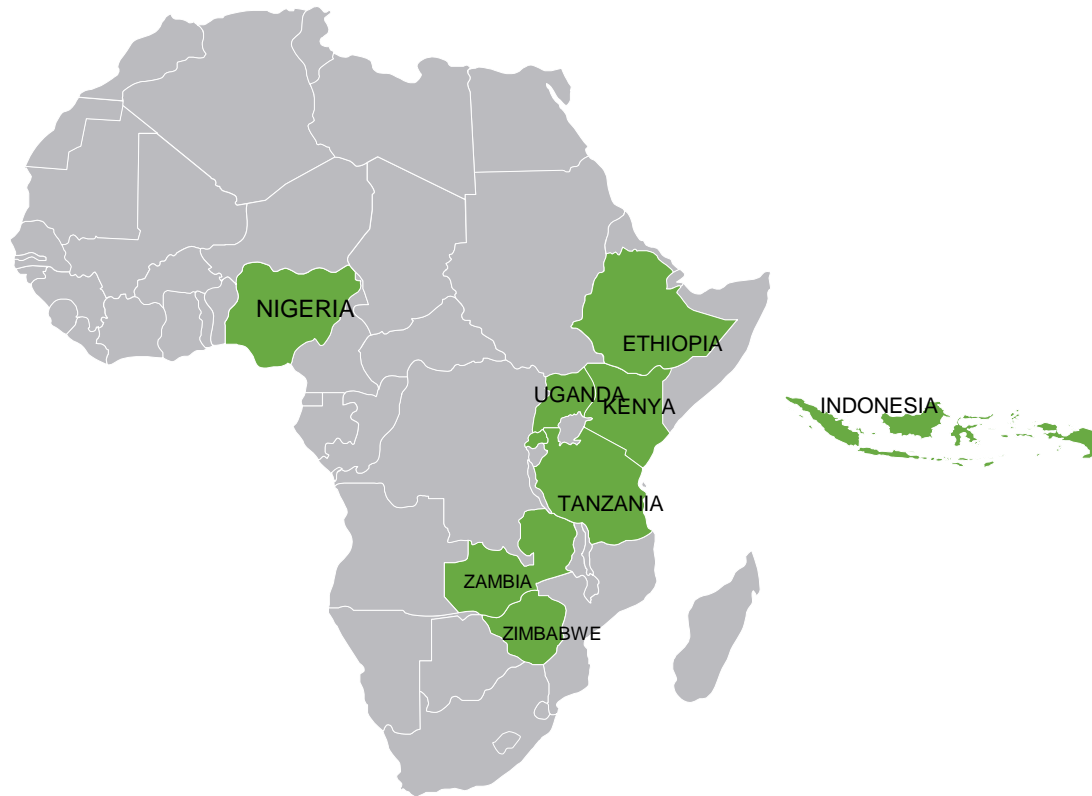 NIGERIA
ETHIOPIA
UGANDA
KENYA
INDONESIA
TANZANIA
ZAMBIA
ZIMBABWE